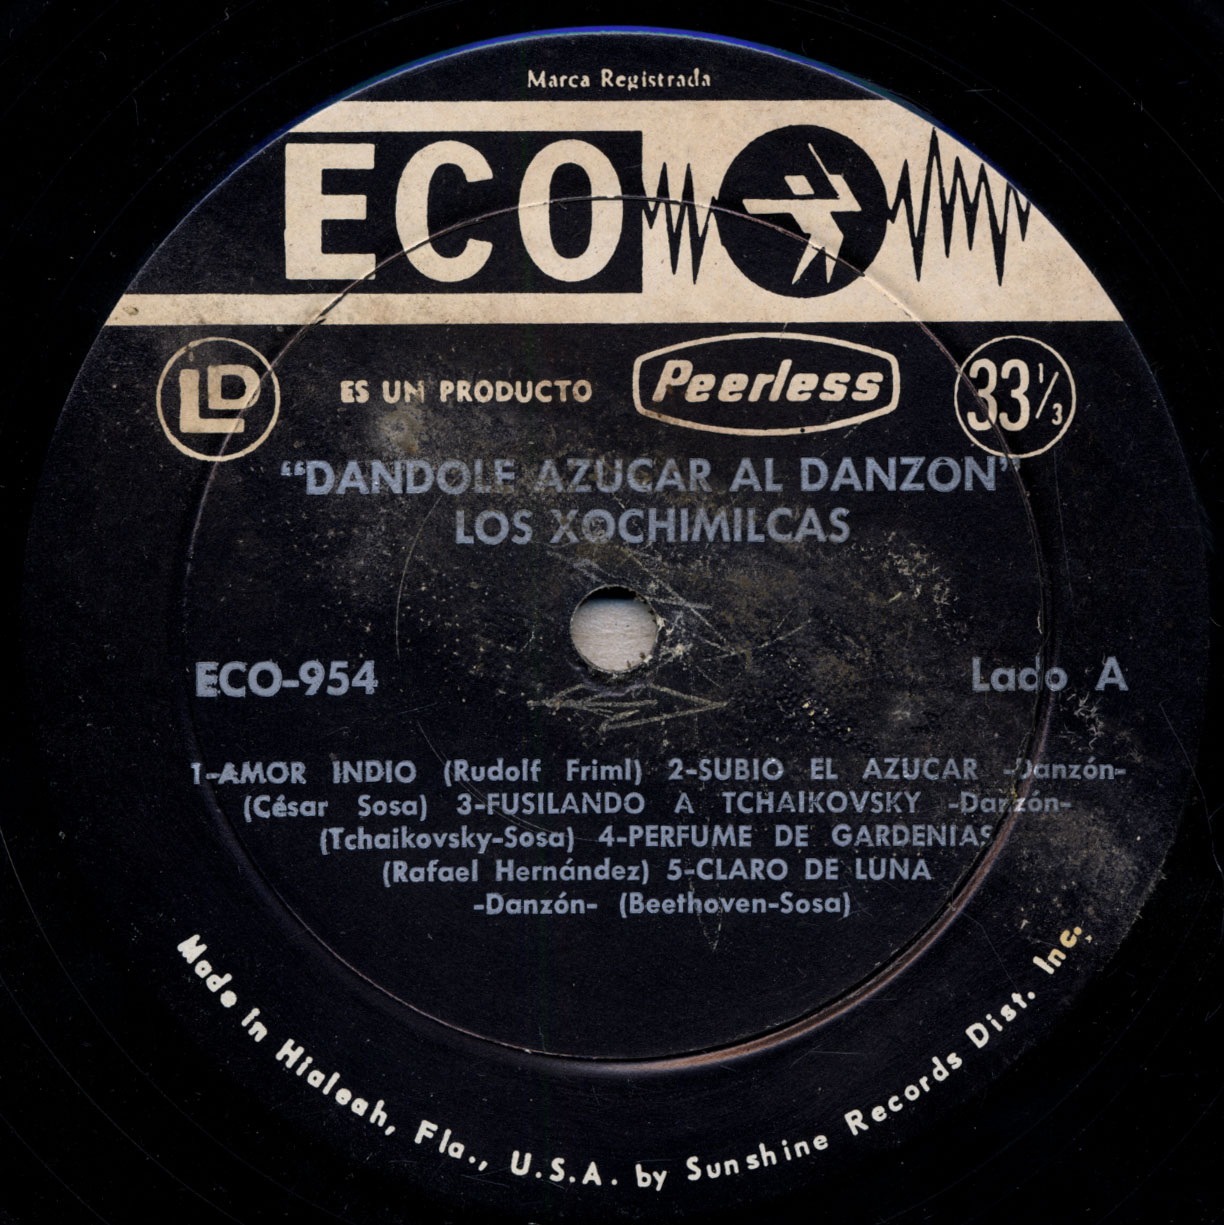 Marca Registrada
ECO
LD ES UN PRODUCTO Peerless 33 1/3
"DANDOLE AZUCAR AL DANZON"
LOS XOCHIMILCAS
ECO-954 Lado A
1-AMOR INDIO (Rudolf Friml) 2-SUBIO EL AZUCAR -Danzón-
(César Sosa) 3-FUSILANDO A TCHAIKOVSKY -Danzón-
(Tchaikovsky-Sosa) 4-PERFUME DE GARDENIAS
(Rafael Hernández) 5-CLARO DE LUNA
-Danzón- (Beethoven-Sosa)
Made in Hialeah, Fla., U.S.A. by Sunshine Records Dist. Inc.